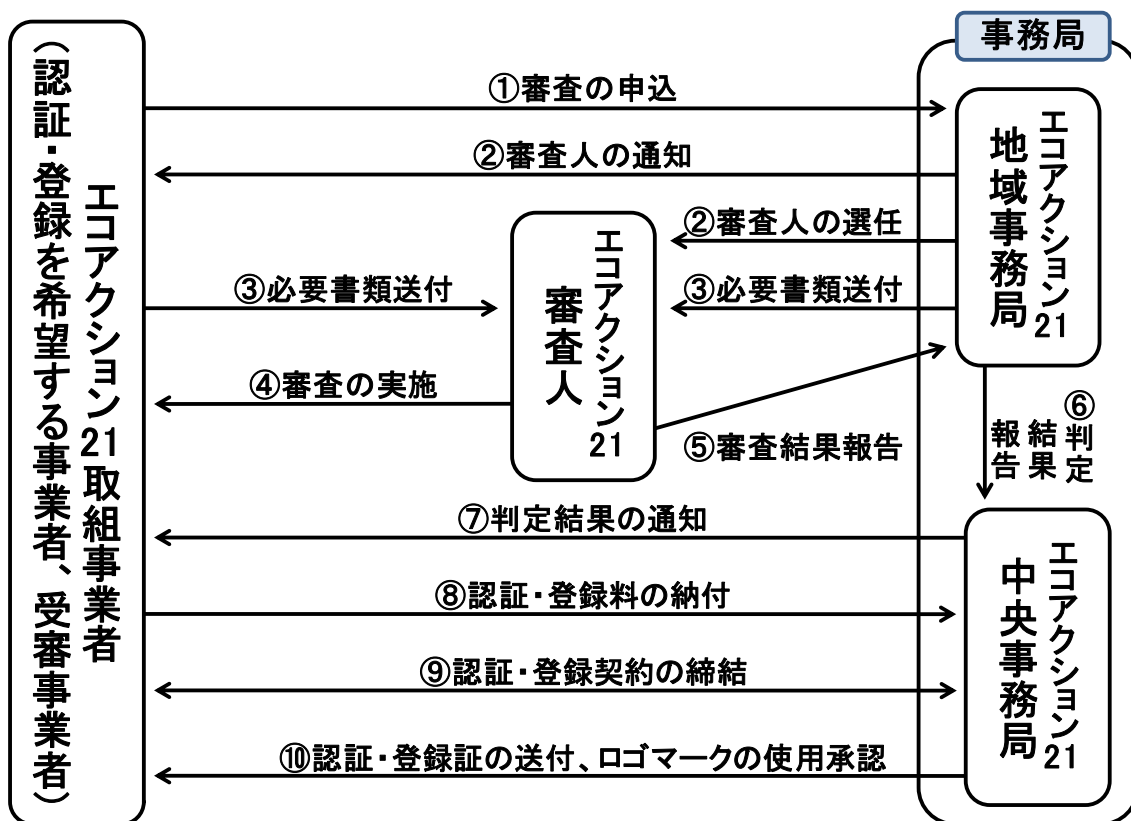 事務局
エコアクション21取組事業者
(認証・登録を希望する事業者、受審事業者)
①審査の申込
②審査人の通知
エコアクション21
地域事務局
②審査人の選任
エコアクション21
審査人
③必要書類送付
③必要書類送付
④審査の実施
⑤審査結果報告
⑥判定
結果
報告
⑦判定結果の通知
エコアクション21
中央事務局
⑧認証・登録料の納付
⑨認証・登録契約の締結
⑩認証・登録証の送付、ロゴマークの使用承認